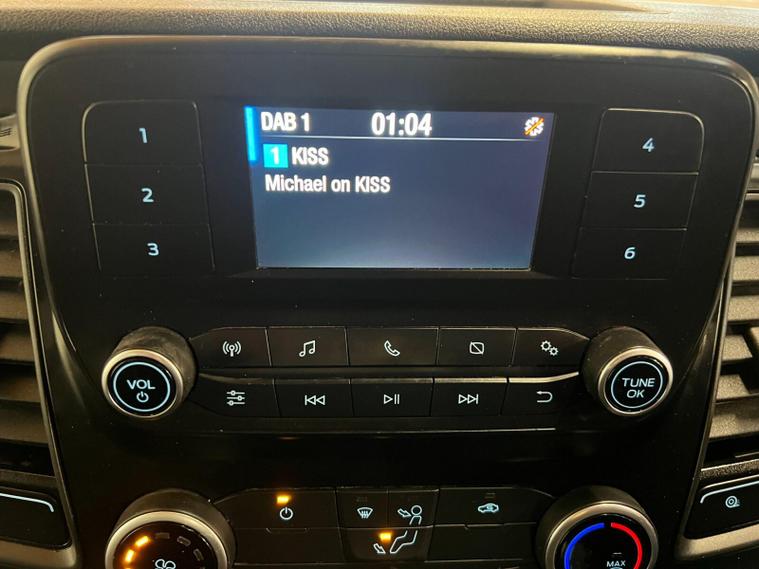 DAB 1 01:04
1 KISS
Michael on KISS
1
2
3
4
5
6
VOL
TUNE
OK
MAX